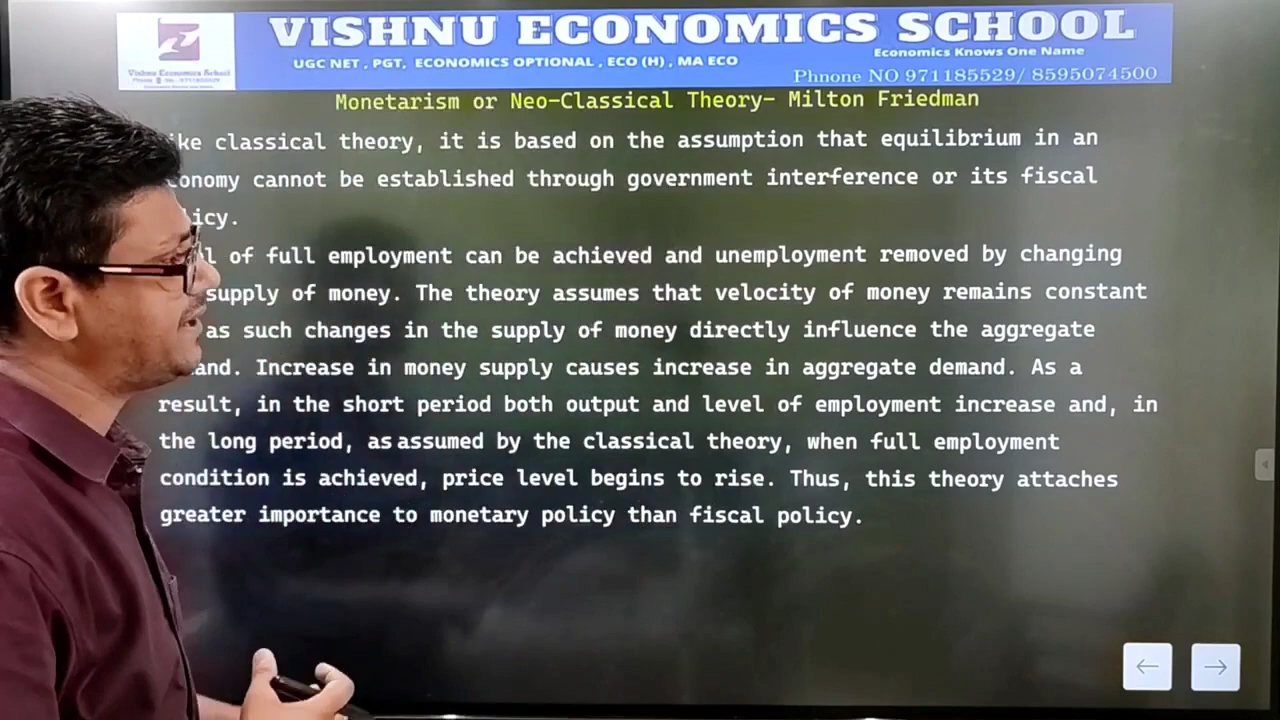 VISHNU ECONOMICS SCHOOL
Economics Knows One Name
UGC NET , PGT, ECONOMICS OPTIONAL , ECO (H) , MA ECO
Phnone NO 971185529/ 8595074500
Vishnu Economics School
Monetarism or Neo-Classical Theory- Milton Friedman
classical theory, it is based on the assumption that equilibrium in an
cannot be established through government interference or its fiscal
of full employment can be achieved and unemployment removed by changing
supply of money. The theory assumes that velocity of money remains constant
as such changes in the supply of money directly influence the aggregate
Increase in money supply causes increase in aggregate demand. As a
result, in the short period both output and level of employment increase and, in
the long period, as assumed by the classical theory, when full employment
condition is achieved, price level begins to rise. Thus, this theory attaches
greater importance to monetary policy than fiscal policy.